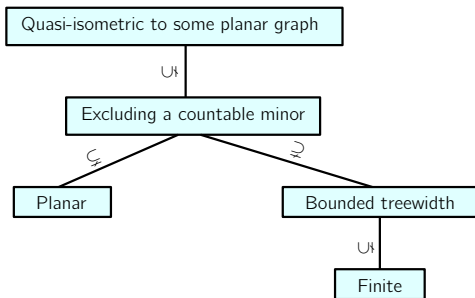 Quasi-isometric to some planar graph
⊊
Excluding a countable minor
⊊ ⊊
Planar Bounded treewidth
⊊
Finite